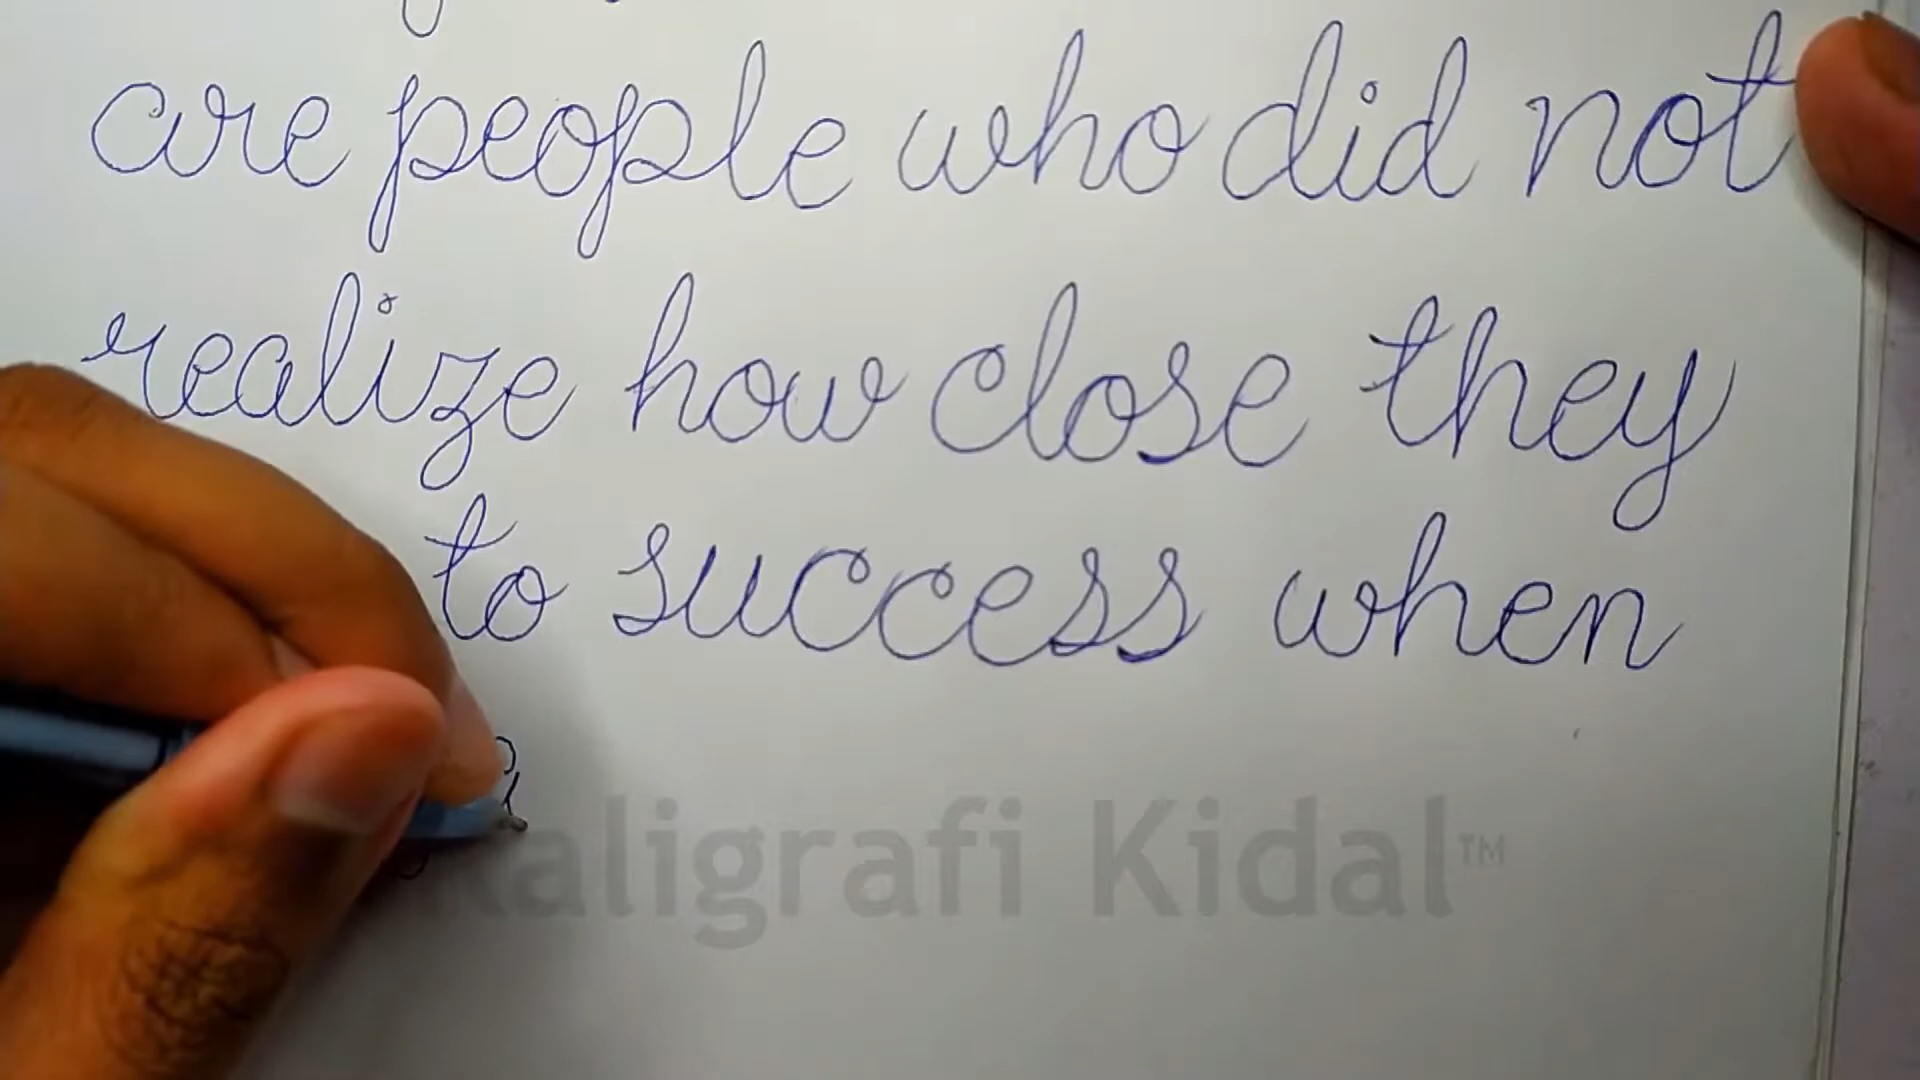 are people who did not
realize how close they
to success when
Kaligrafi Kidal™